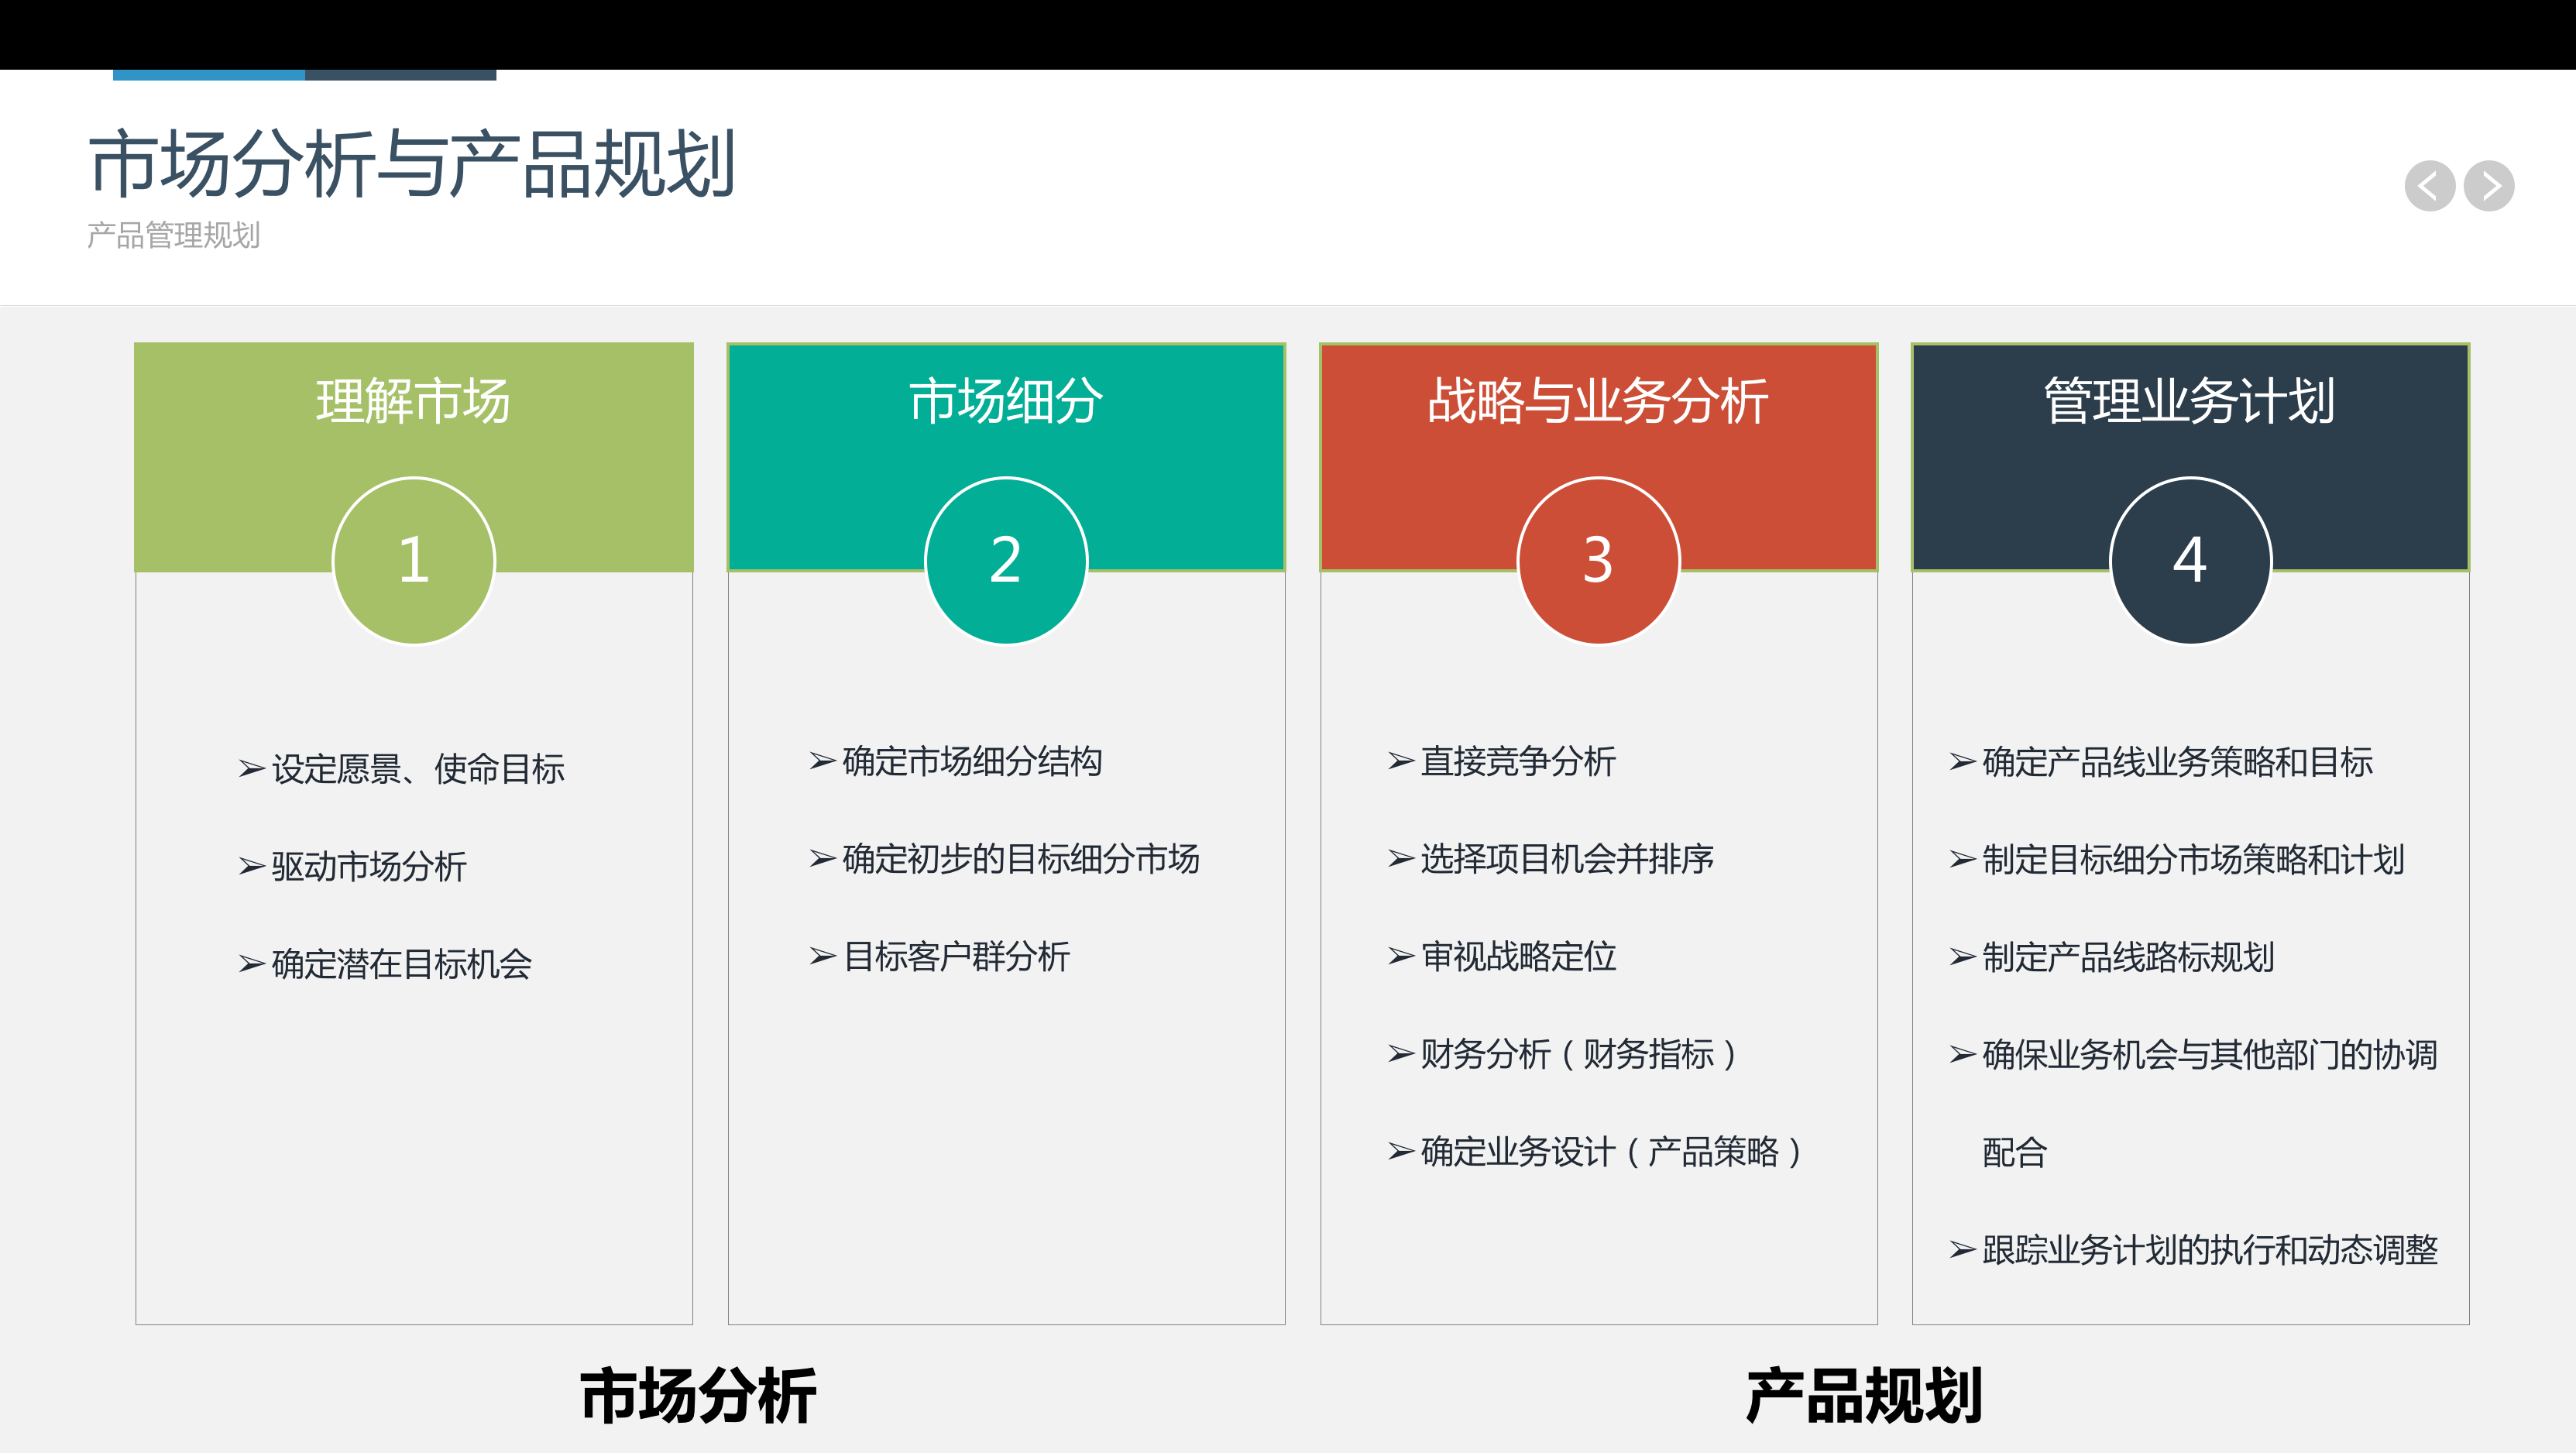 市场分析与产品规划
产品管理规划
理解市场
1
➢设定愿景、使命目标
➢驱动市场分析
➢确定潜在目标机会
市场细分
2
➢确定市场细分结构
➢确定初步的目标细分市场
➢目标客户群分析
战略与业务分析
3
➢直接竞争分析
➢选择项目机会并排序
➢审视战略定位
➢财务分析（财务指标）
➢确定业务设计（产品策略）
管理业务计划
4
➢确定产品线业务策略和目标
➢制定目标细分市场策略和计划
➢制定产品线路标规划
➢确保业务机会与其他部门的协调
配合
➢跟踪业务计划的执行和动态调整
市场分析
产品规划